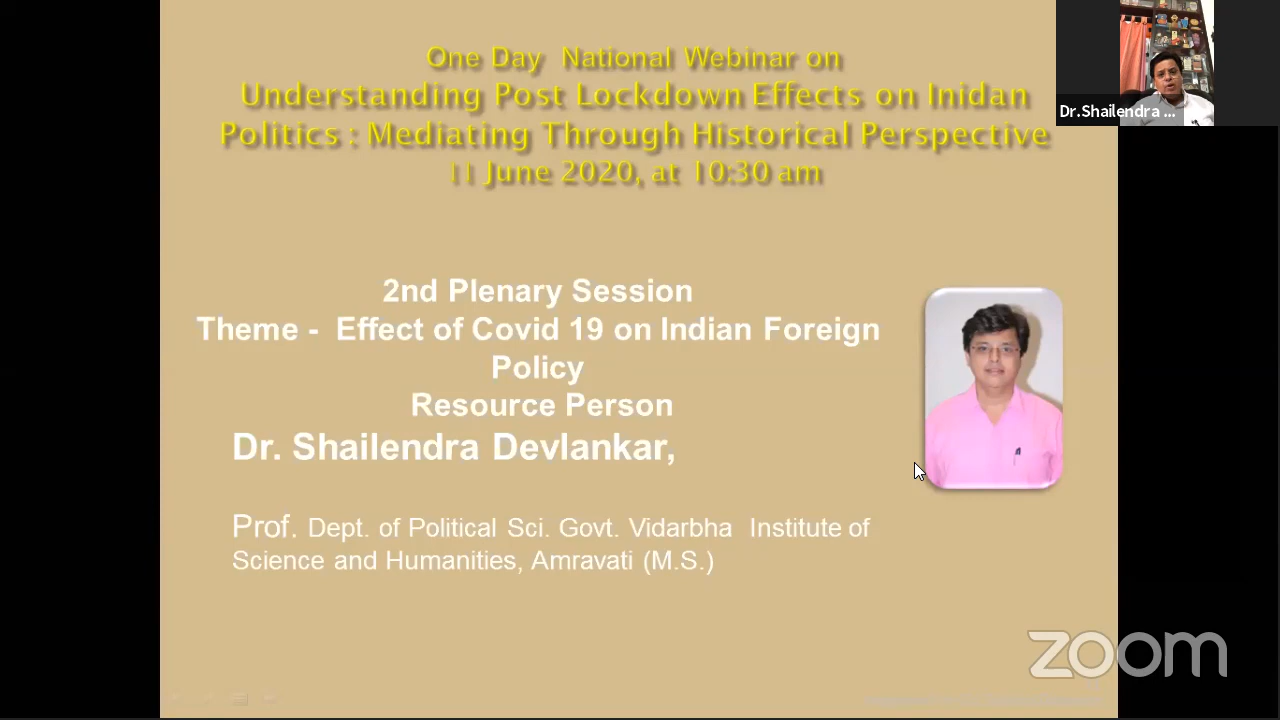 One Day National Webinar on
Understanding Post Lockdown Effects on Inidan
Politics : Mediating Through Historical Perspective
11 June 2020, at 10:30 am
Dr.Shailendra ...
2nd Plenary Session
Theme - Effect of Covid 19 on Indian Foreign
Policy
Resource Person
Dr. Shailendra Devlankar,
Prof. Dept. of Political Sci. Govt. Vidarbha Institute of
Science and Humanities, Amravati (M.S.)
zoom